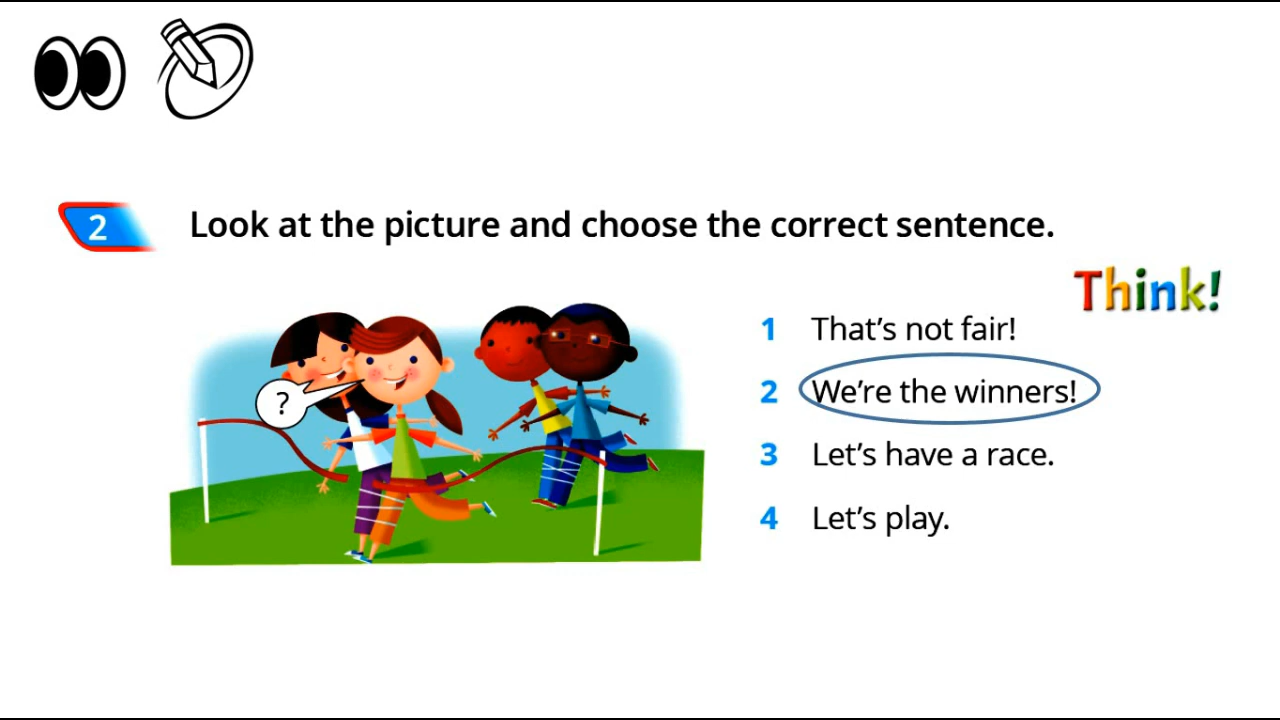 2 Look at the picture and choose the correct sentence.
Think!
?
1 That's not fair!
2 We're the winners!
3 Let's have a race.
4 Let's play.